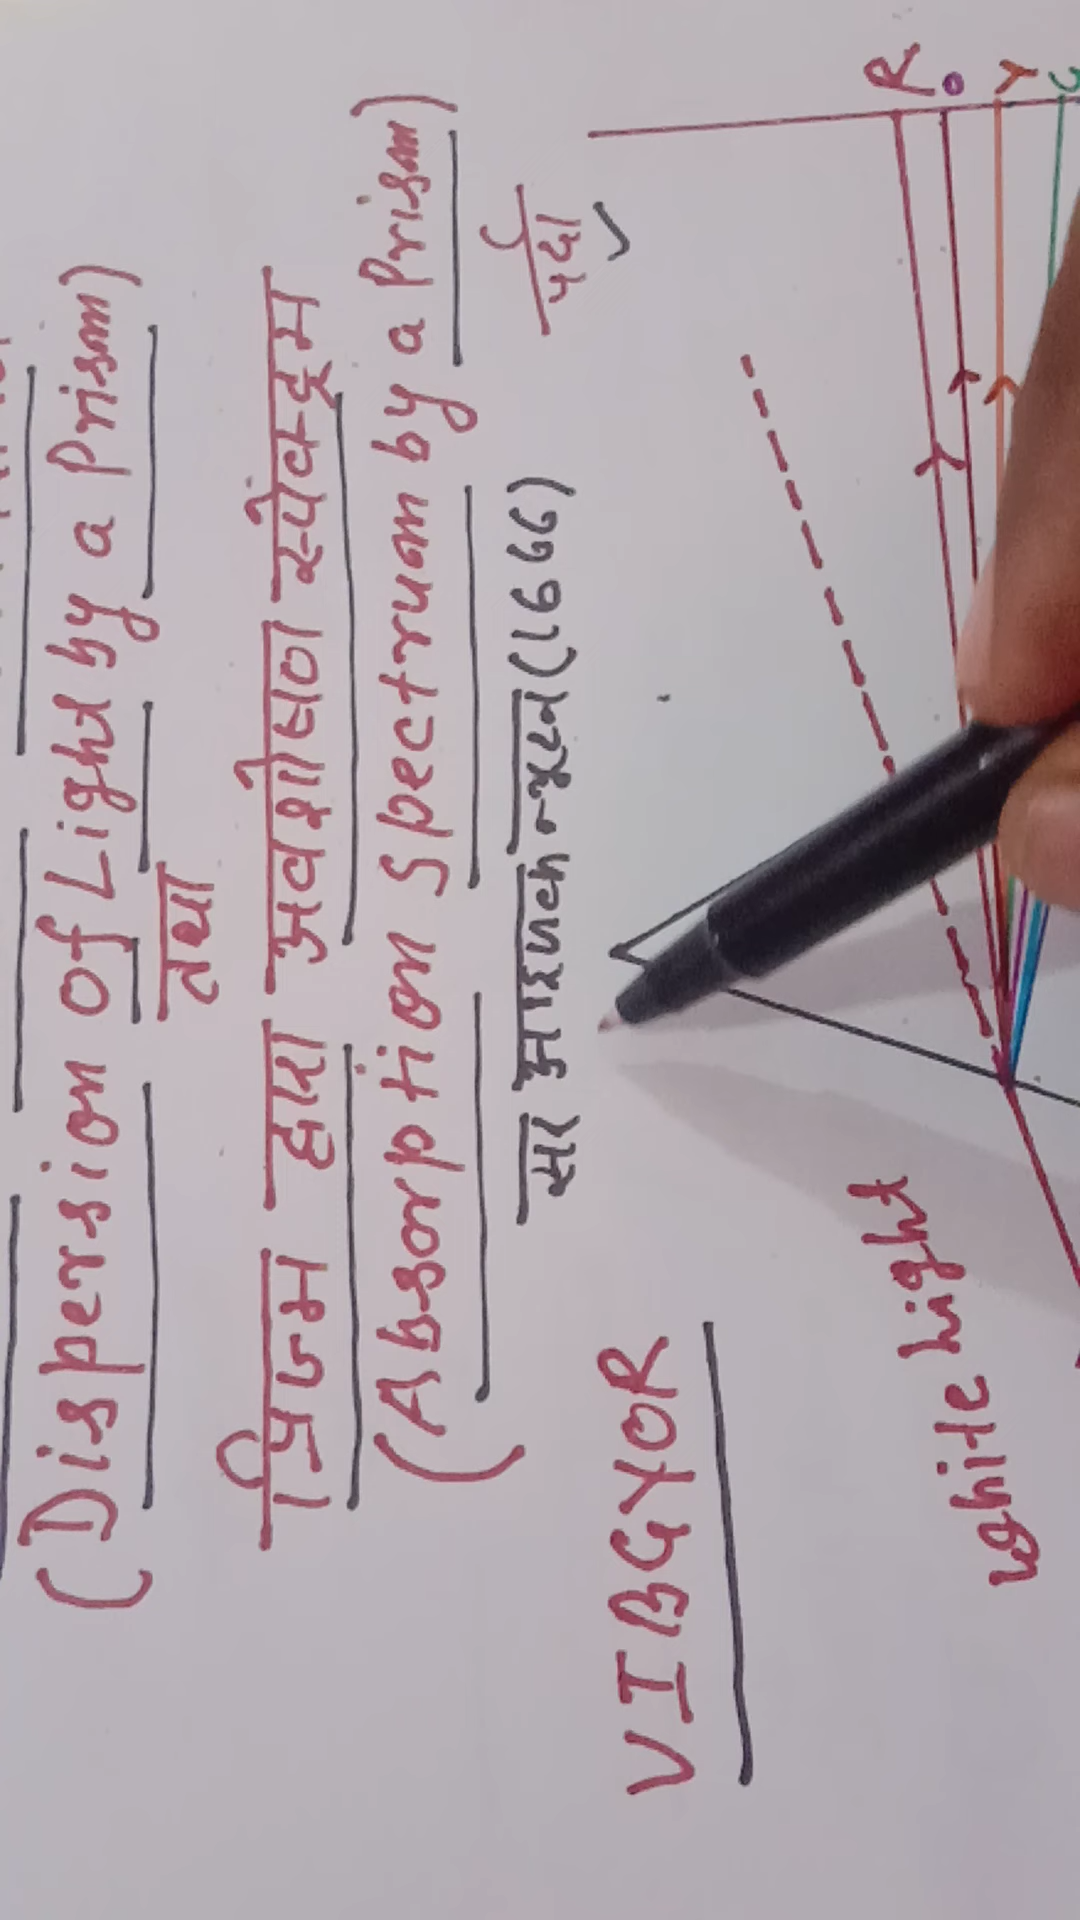 (Dispersion of Light by a Prism)
तथा
प्रिज्म द्वारा अवशोषण स्पेक्ट्रम
(Absorption Spectrum by a Prism)
सर आइजक न्यूटन (1666)
पर्दा
VIBGYOR
White Light
R
O
Y